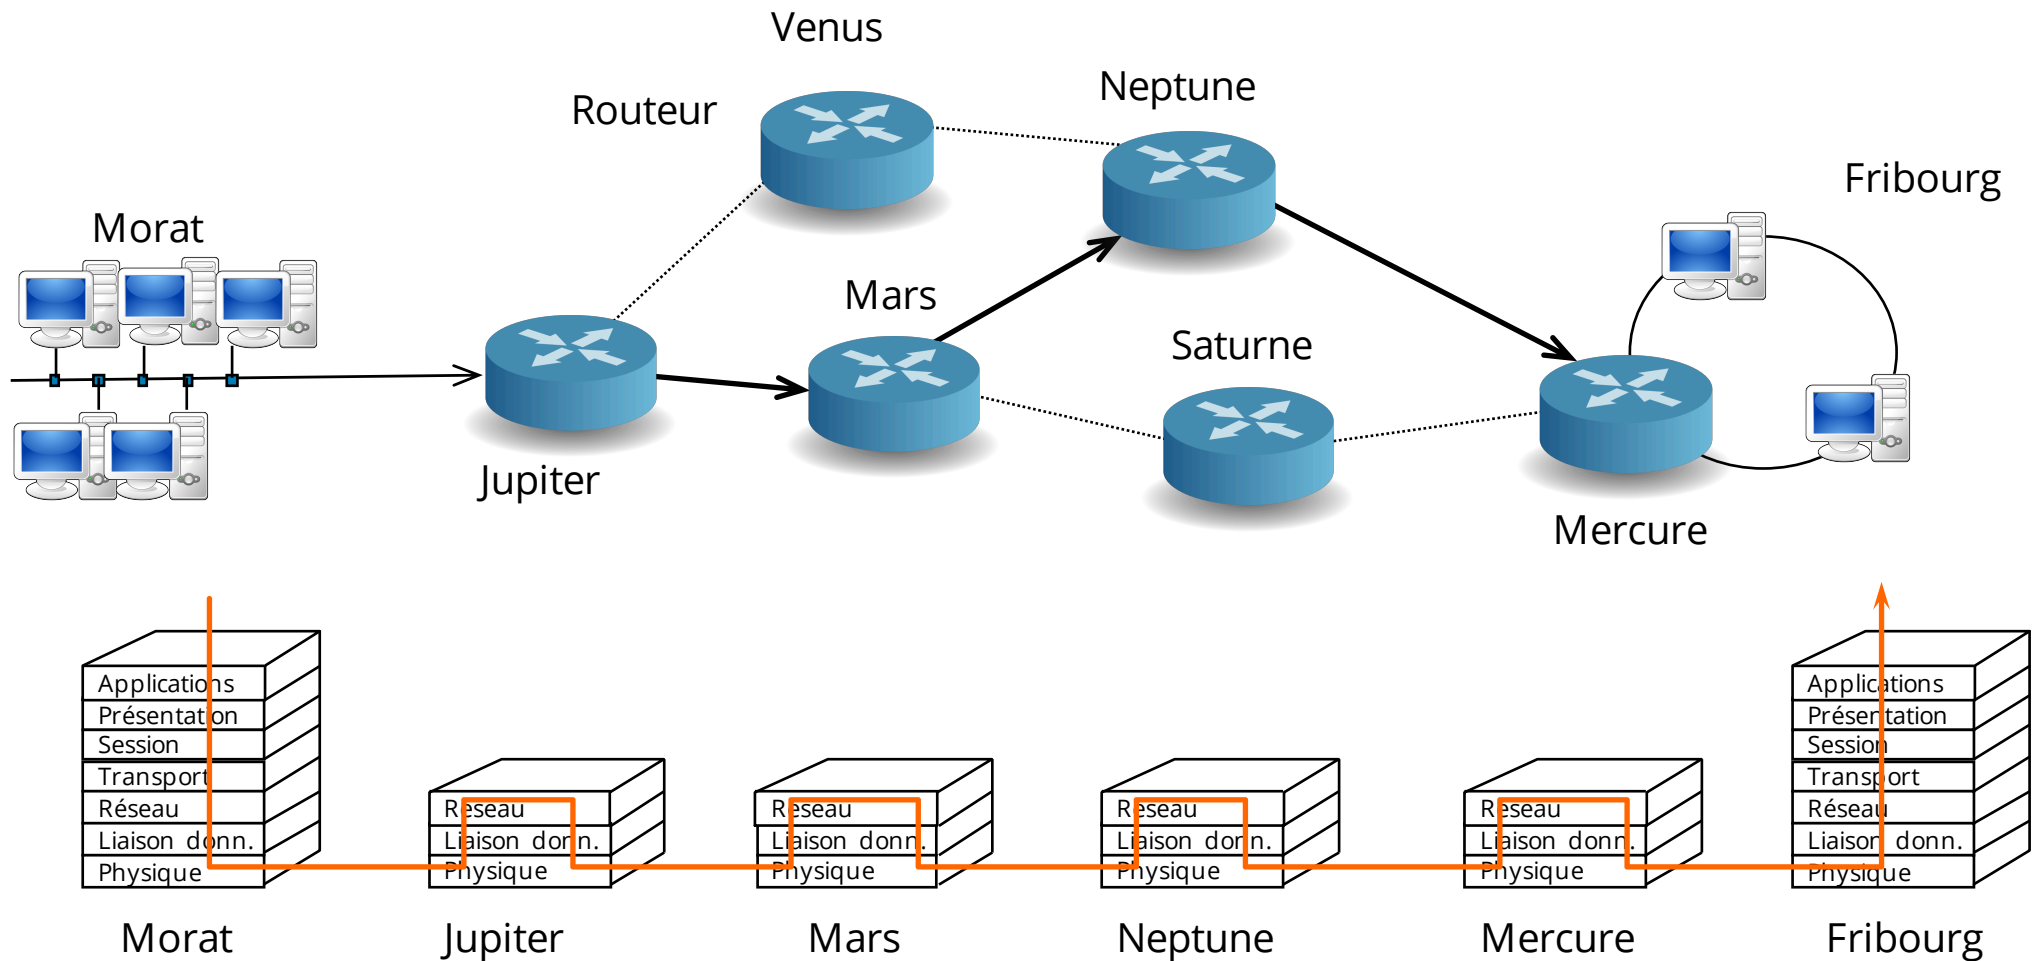 Venus
Neptune
Routeur
Fribourg
Morat
Mars
Saturne
Jupiter
Mercure
Applications
Présentation
Session
Transport
Réseau
Liaison donn.
Physique
Réseau
Liaison donn.
Physique
Réseau
Liaison donn.
Physique
Réseau
Liaison donn.
Physique
Réseau
Liaison donn.
Physique
Applications
Présentation
Session
Transport
Réseau
Liaison donn.
Physique
Morat
Jupiter
Mars
Neptune
Mercure
Fribourg